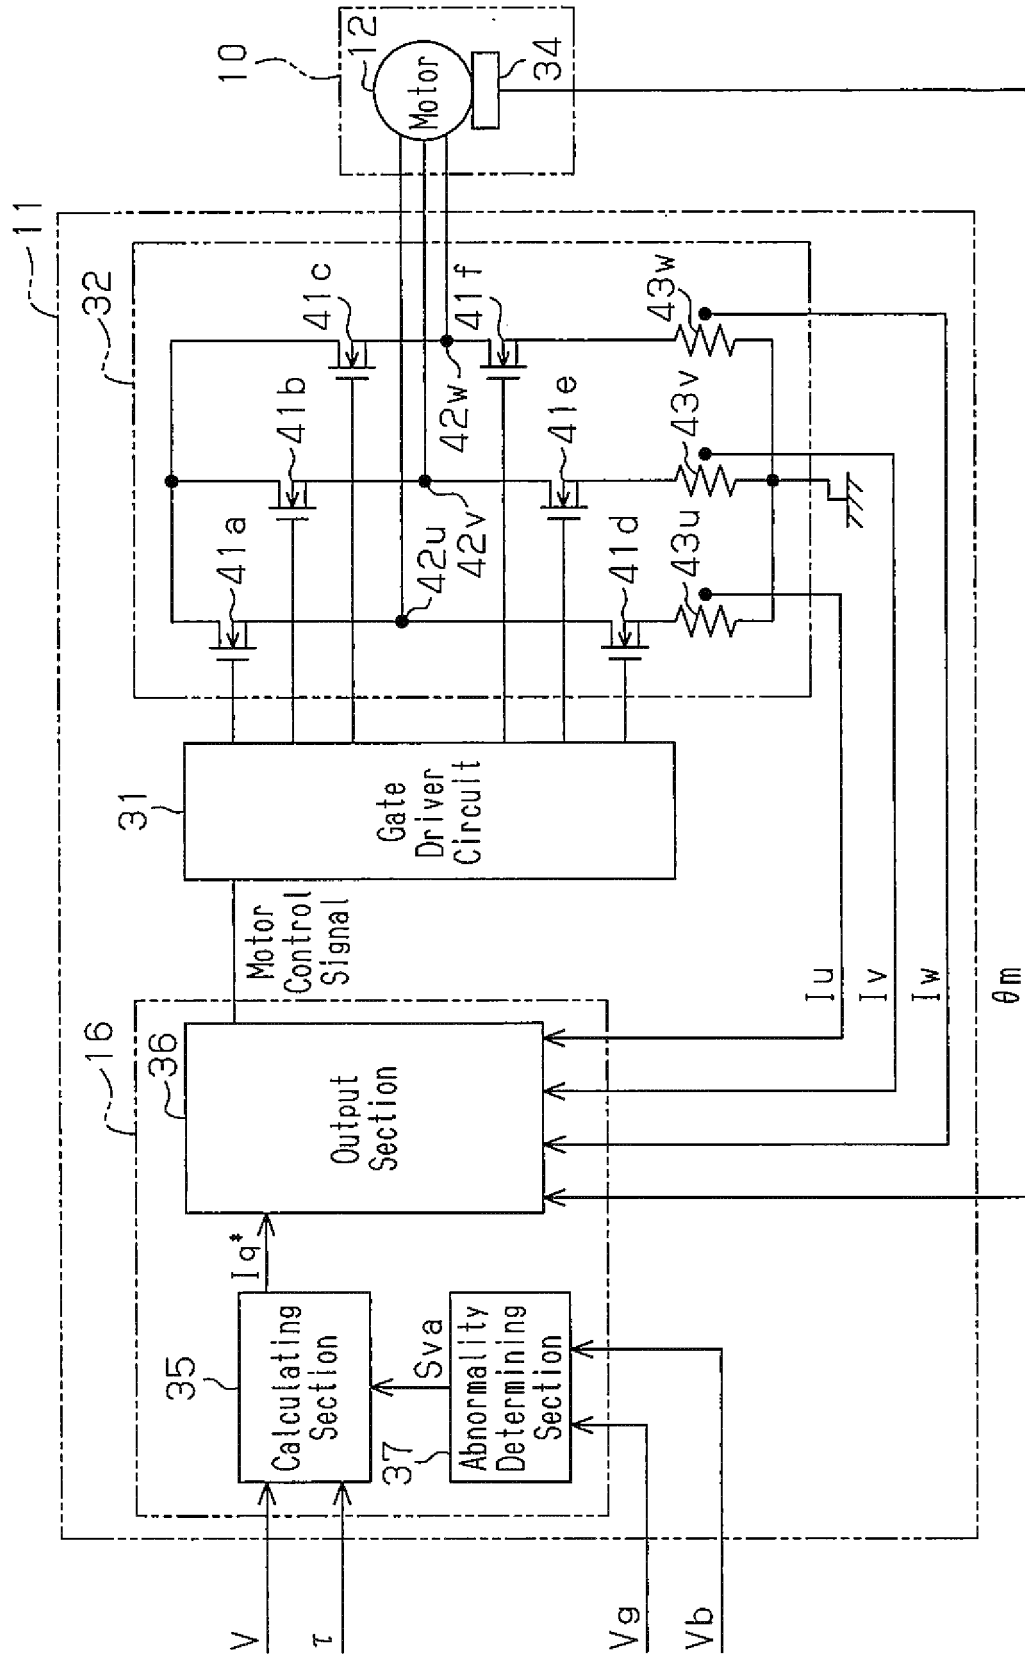 11
32
10
12
Motor
34
41a
41b
41c
42u
42v
42w
41d
41e
41f
43u
43v
43w
31
Gate
Driver
Circuit
Motor
Control
Signal
16
36
Output
Section
Iq*
35
Calculating
Section
Sva
37
Abnormality
Determining
Section
V
τ
Vg
Vb
Iu
Iv
Iw
θm